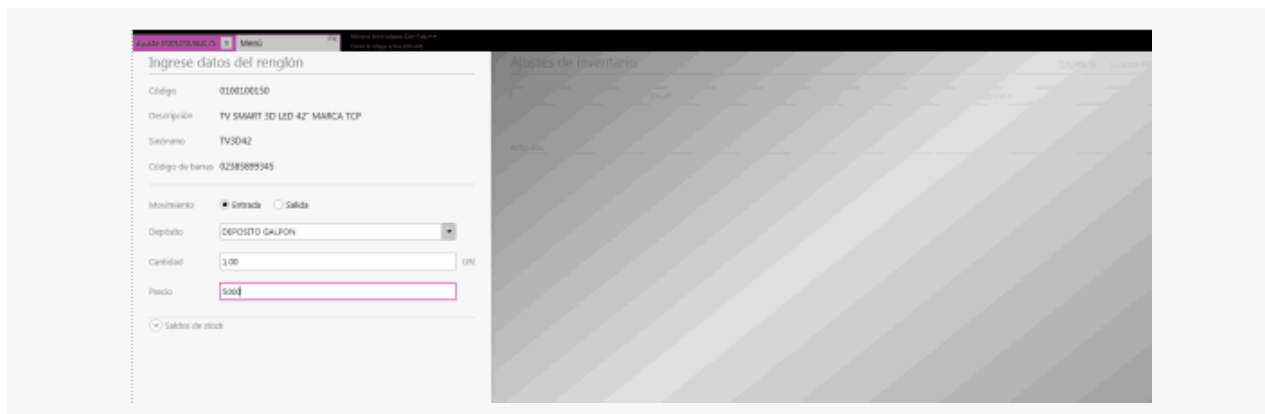 Menú
Ingrese datos del renglón
Código 0100100150
Descripción TV SMART 3D LED 42" MARCA TCP
Sinónimo TV3D42
Código de barras 02385899345
Movimiento Entrada Salida
Depósito DEPOSITO GALPON
Cantidad 1.00 UN
Precio 5000
Saldos de stock
Ajustes de inventario
Artículos